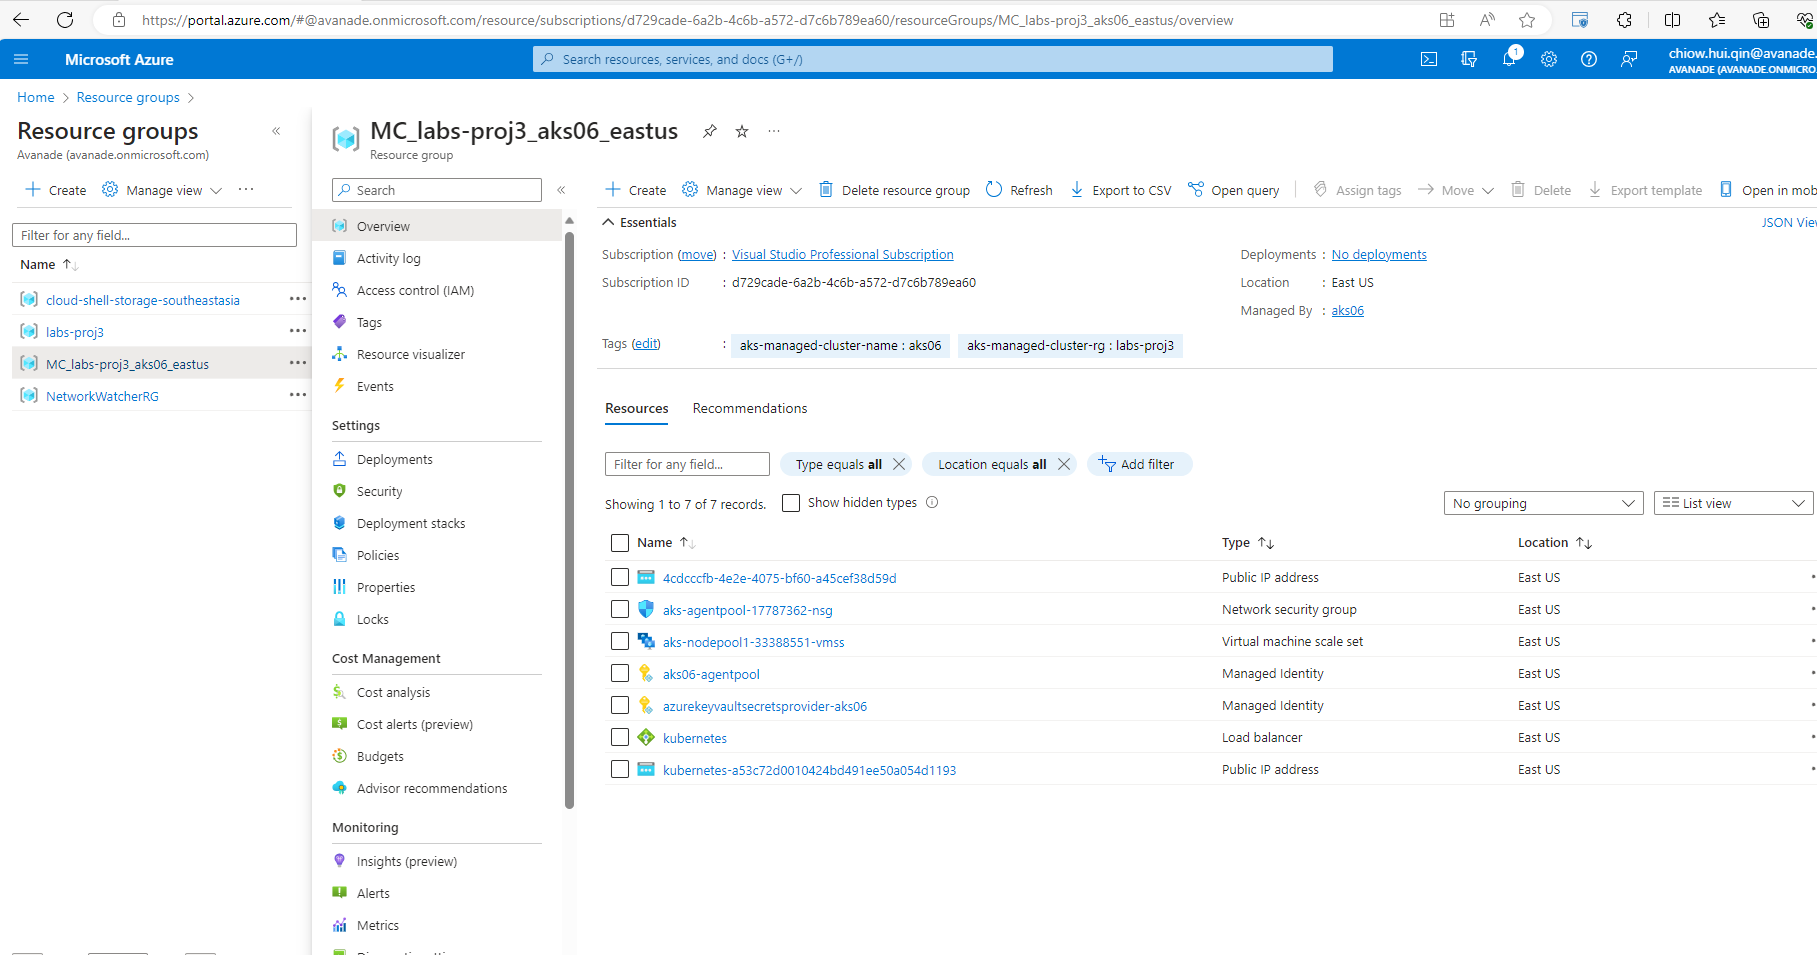 https://portal.azure.com/#@avanade.onmicrosoft.com/resource/subscriptions/d729cade-6a2b-4c6b-a572-d7c6b789ea60/resourceGroups/MC_labs-proj3_aks06_eastus/overview
Microsoft Azure
Search resources, services, and docs (G+/)
1
chiow.hui.qin@avanade.
AVANADE (AVANADE.ONMICRO.
Home > Resource groups >
Resource groups
Avanade (avanade.onmicrosoft.com)
Create
Manage view
Filter for any field...
Name
cloud-shell-storage-southeastasia
labs-proj3
MC_labs-proj3_aks06_eastus
NetworkWatcherRG
MC_labs-proj3_aks06_eastus
Resource group
Search
Overview
Activity log
Access control (IAM)
Tags
Resource visualizer
Events
Settings
Deployments
Security
Deployment stacks
Policies
Properties
Locks
Cost Management
Cost analysis
Cost alerts (preview)
Budgets
Advisor recommendations
Monitoring
Insights (preview)
Alerts
Metrics
Create
Manage view
Delete resource group
Refresh
Export to CSV
Open query
Assign tags
Move
Delete
Export template
Open in mob
Essentials
JSON View
Subscription (move) : Visual Studio Professional Subscription
Subscription ID : d729cade-6a2b-4c6b-a572-d7c6b789ea60
Deployments : No deployments
Location : East US
Managed By : aks06
Tags (edit) : aks-managed-cluster-name : aks06 aks-managed-cluster-rg : labs-proj3
Resources
Recommendations
Filter for any field...
Type equals all
Location equals all
Add filter
Showing 1 to 7 of 7 records.
Show hidden types
No grouping
List view
Name Type Location
4cdcccfb-4e2e-4075-bf60-a45cef38d59d Public IP address East US
aks-agentpool-17787362-nsg Network security group East US
aks-nodepool1-33388551-vmss Virtual machine scale set East US
aks06-agentpool Managed Identity East US
azurekeyvaultsecretsprovider-aks06 Managed Identity East US
kubernetes Load balancer East US
kubernetes-a53c72d0010424bd491ee50a054d1193 Public IP address East US